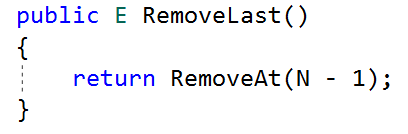 public E RemoveLast()
{
    return RemoveAt(N - 1);
}